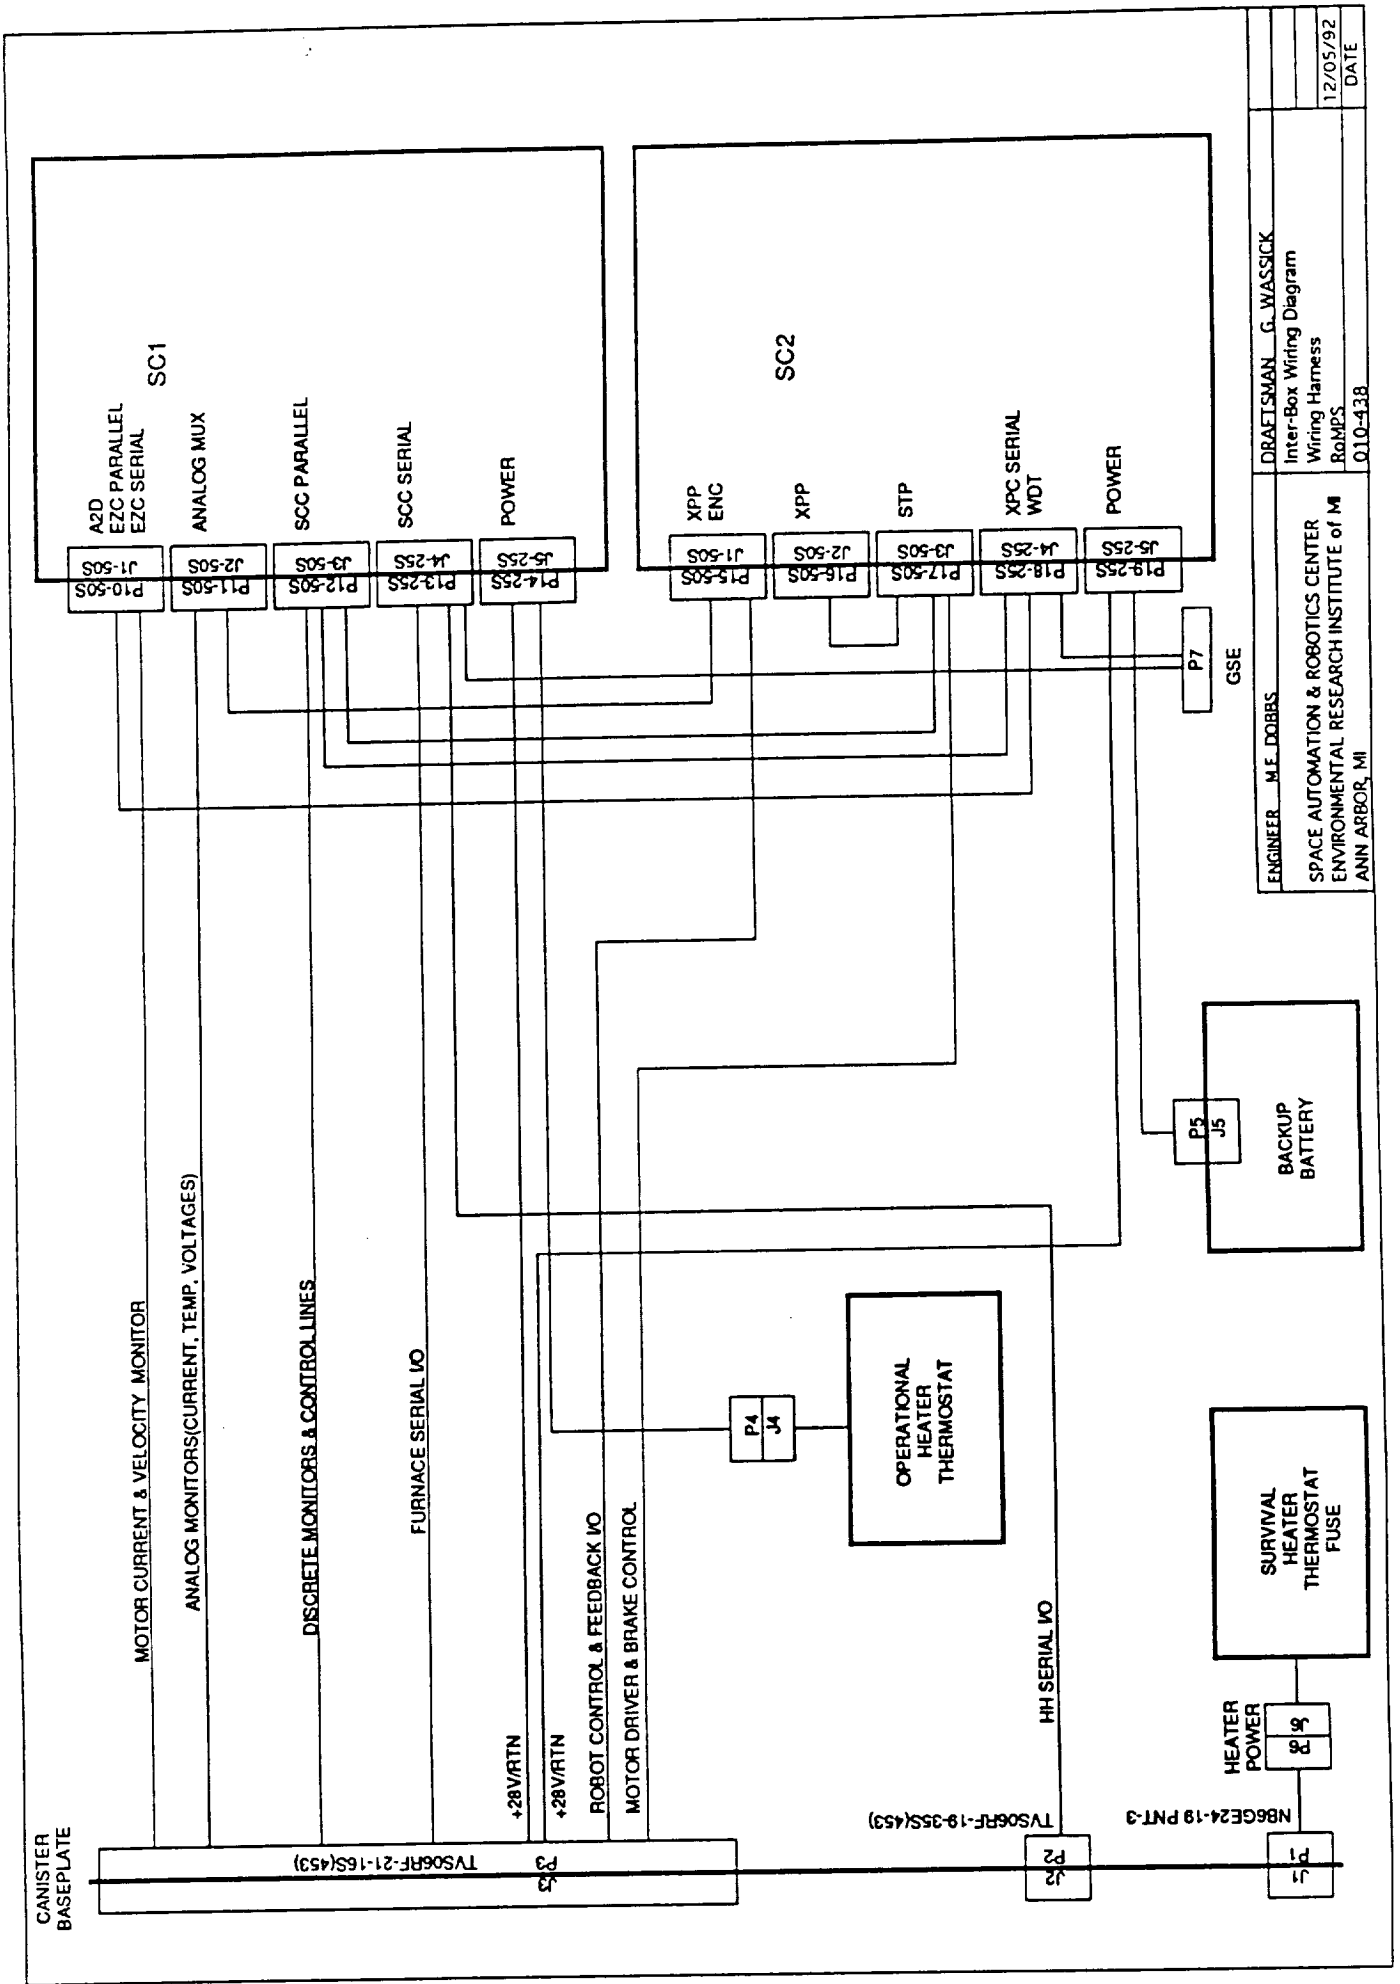 CANISTER
BASEPLATE
J3
P3
TVS06RF-21-16S(453)
MOTOR CURRENT & VELOCITY MONITOR
ANALOG MONITORS(CURRENT, TEMP, VOLTAGES)
DISCRETE MONITORS & CONTROL LINES
FURNACE SERIAL I/O
+28V/RTN
+28V/RTN
ROBOT CONTROL & FEEDBACK I/O
MOTOR DRIVER & BRAKE CONTROL
J2
P2
TVS06RF-19-35S(453)
HH SERIAL I/O
J1
P1
NB6GE24-19 PNT-3
HEATER
POWER
P6
J6
SURVIVAL
HEATER
THERMOSTAT
FUSE
P4
J4
OPERATIONAL
HEATER
THERMOSTAT
P5
J5
BACKUP
BATTERY
P10-50S
J1-50S
A2D
EZC PARALLEL
EZC SERIAL
SC1
P11-50S
J2-50S
ANALOG MUX
P12-50S
J3-50S
SCC PARALLEL
P13-25S
J4-25S
SCC SERIAL
P14-25S
J5-25S
POWER
P15-50S
J1-50S
XPP
ENC
SC2
P16-50S
J2-50S
XPP
P17-50S
J3-50S
STP
P18-25S
J4-25S
XPC SERIAL
WDT
P19-25S
J5-25S
POWER
P7
GSE
ENGINEER M.E. DOBBS
DRAFTSMAN G. WASSICK
SPACE AUTOMATION & ROBOTICS CENTER
ENVIRONMENTAL RESEARCH INSTITUTE of MI
ANN ARBOR, MI
Inter-Box Wiring Diagram
Wiring Harness
RoMPS
010-438
12/05/92
DATE